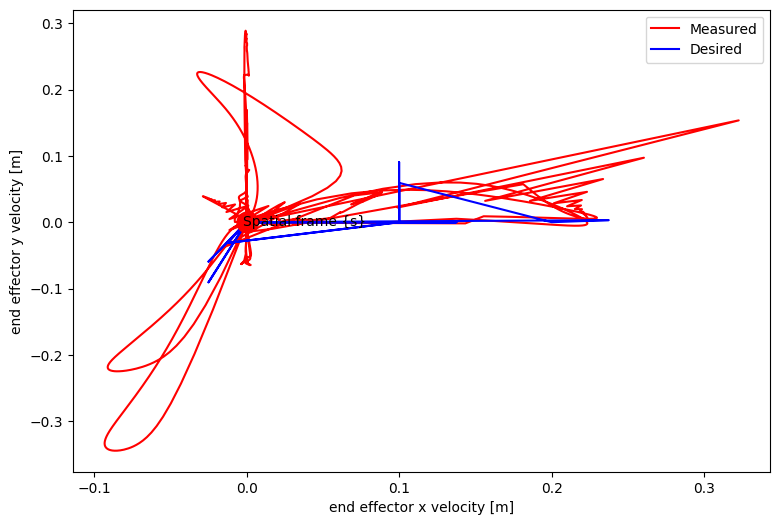 0.3
0.2
0.1
0.0
−0.1
−0.2
−0.3
end effector y velocity [m]
Measured
Desired
Spatial frame [s]
−0.1
0.0
0.1
0.2
0.3
end effector x velocity [m]